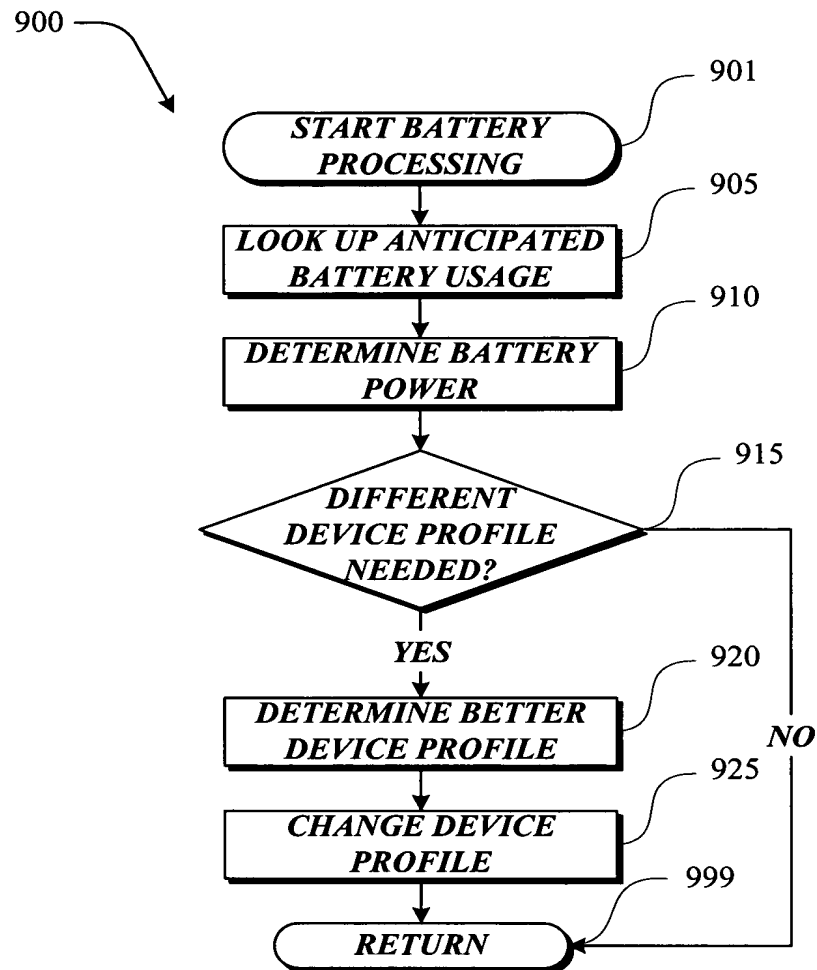 900
901
START BATTERY
PROCESSING
905
LOOK UP ANTICIPATED
BATTERY USAGE
910
DETERMINE BATTERY
POWER
915
DIFFERENT
DEVICE PROFILE
NEEDED?
YES
920
DETERMINE BETTER
DEVICE PROFILE
NO
925
CHANGE DEVICE
PROFILE
999
RETURN